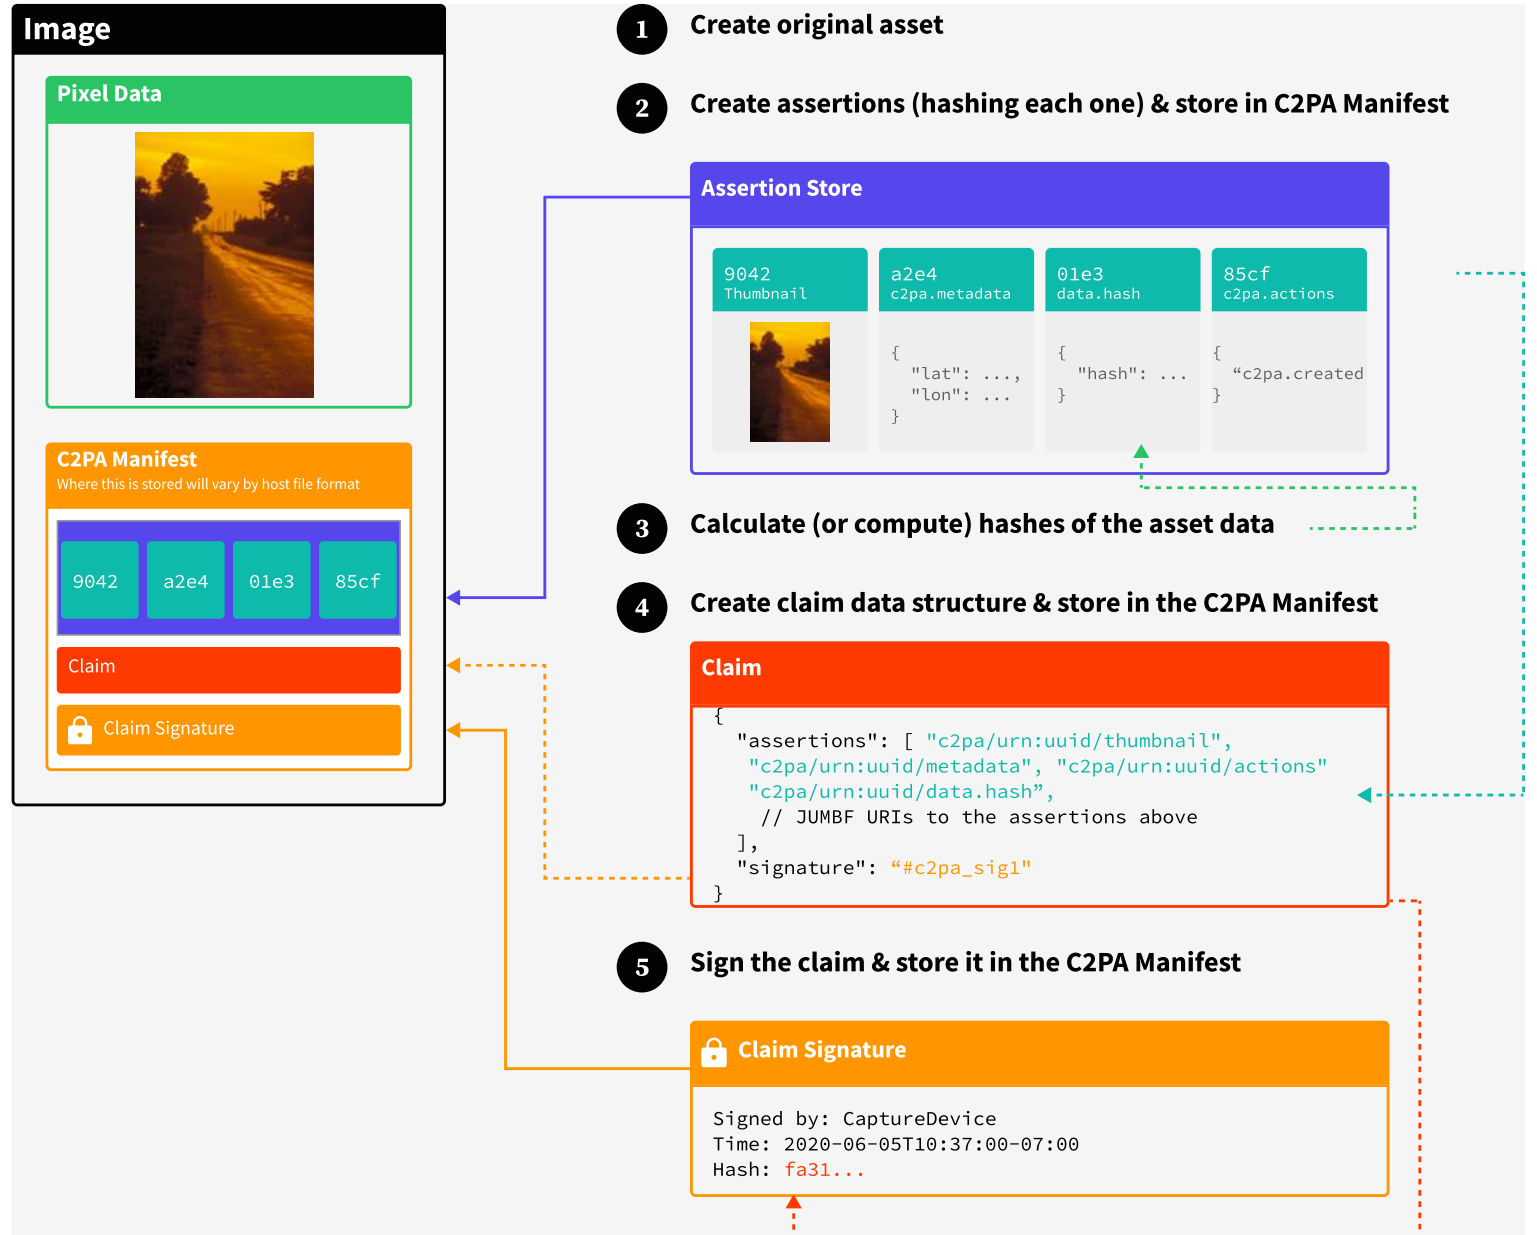 Image
Pixel Data
C2PA Manifest
Where this is stored will vary by host file format
9042 a2e4 01e3 85cf
Claim
Claim Signature
1 Create original asset
2 Create assertions (hashing each one) & store in C2PA Manifest
Assertion Store
9042
Thumbnail
a2e4
c2pa.metadata
{
"lat": ...,
"lon": ...
}
01e3
data.hash
{
"hash": ...
}
85cf
c2pa.actions
{
“c2pa.created
}
3 Calculate (or compute) hashes of the asset data
4 Create claim data structure & store in the C2PA Manifest
Claim
{
"assertions": [ "c2pa/urn:uuid/thumbnail",
"c2pa/urn:uuid/metadata", "c2pa/urn:uuid/actions"
"c2pa/urn:uuid/data.hash”,
// JUMBF URIs to the assertions above
],
"signature": “#c2pa_sig1"
}
5 Sign the claim & store it in the C2PA Manifest
Claim Signature
Signed by: CaptureDevice
Time: 2020-06-05T10:37:00-07:00
Hash: fa31...